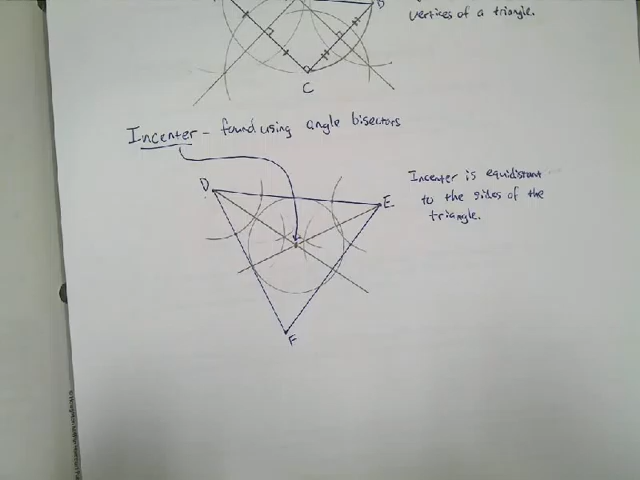 vertices of a triangle.
C
Incenter - found using angle bisectors
D
E
Incenter is equidistant
to the sides of the
triangle.
F